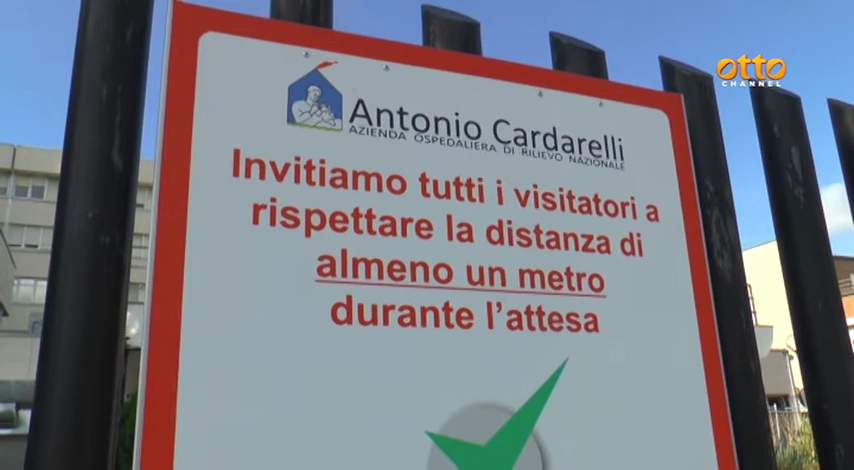 otto
CHANNEL
Antonio Cardarelli
AZIENDA OSPEDALIERA DI RILIEVO NAZIONALE
Invitiamo tutti i visitatori a
rispettare la distanza di
almeno un metro
durante l'attesa